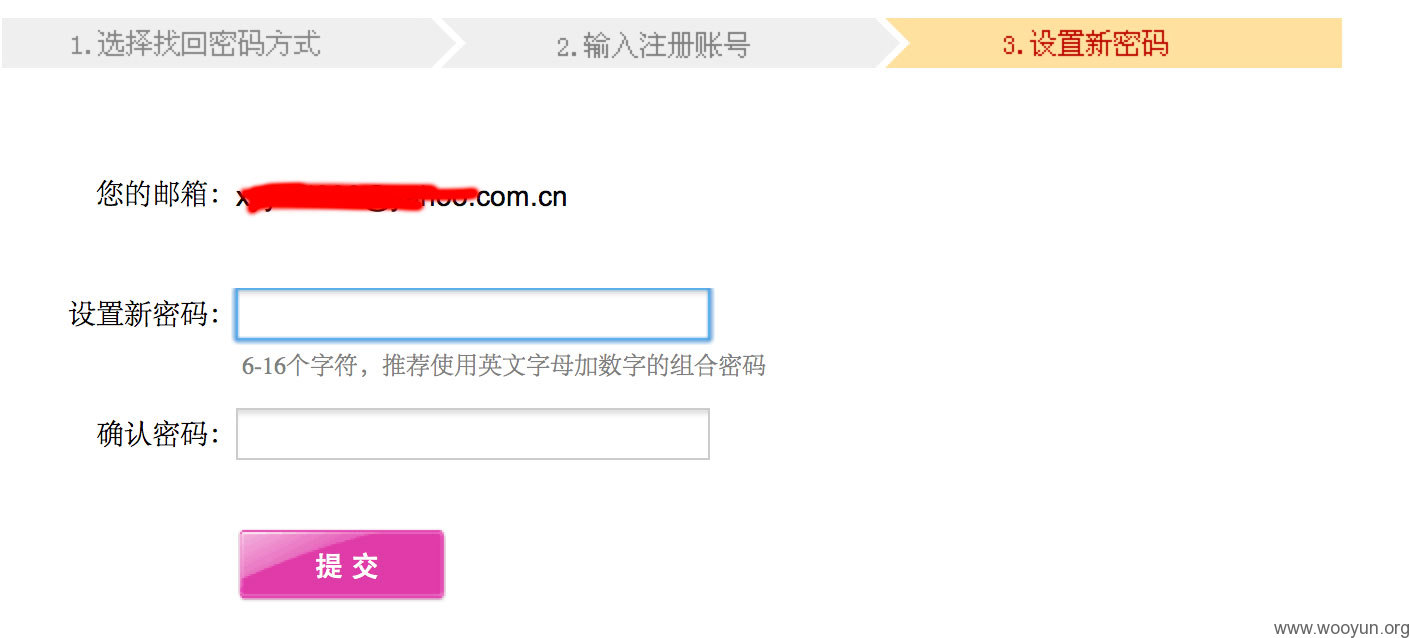 1.选择找回密码方式 2.输入注册账号 3.设置新密码
您的邮箱： .com.cn
设置新密码：
6-16个字符，推荐使用英文字母加数字的组合密码
确认密码：
提 交
www.wooyun.org